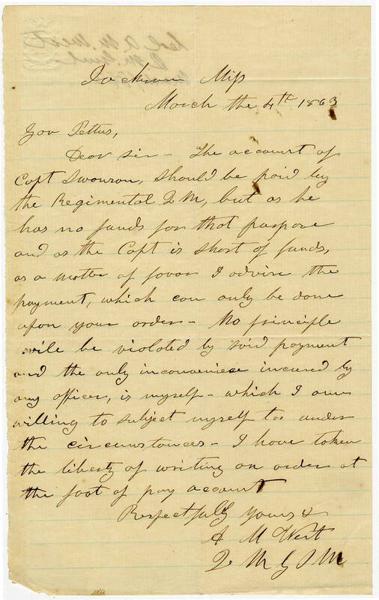 Jackson Miss
March the 4th 1863
Gov Pettus,
Dear Sir - The account of
Capt Swanson, should be paid by
the Regimental Q M, but as he
has no funds for that purpose
and as the Capt is short of funds,
as a matter of favor I advise the
payment, which can only be done
upon your order - No principle
will be violated by said payment
and the only inconvenience incured by
any officer, is myself - which I am
willing to subject myself to under
the circumstances - I have taken
the liberty of writing an order at
the foot of pay account
Respectfully Yours &
A M West
Q M G